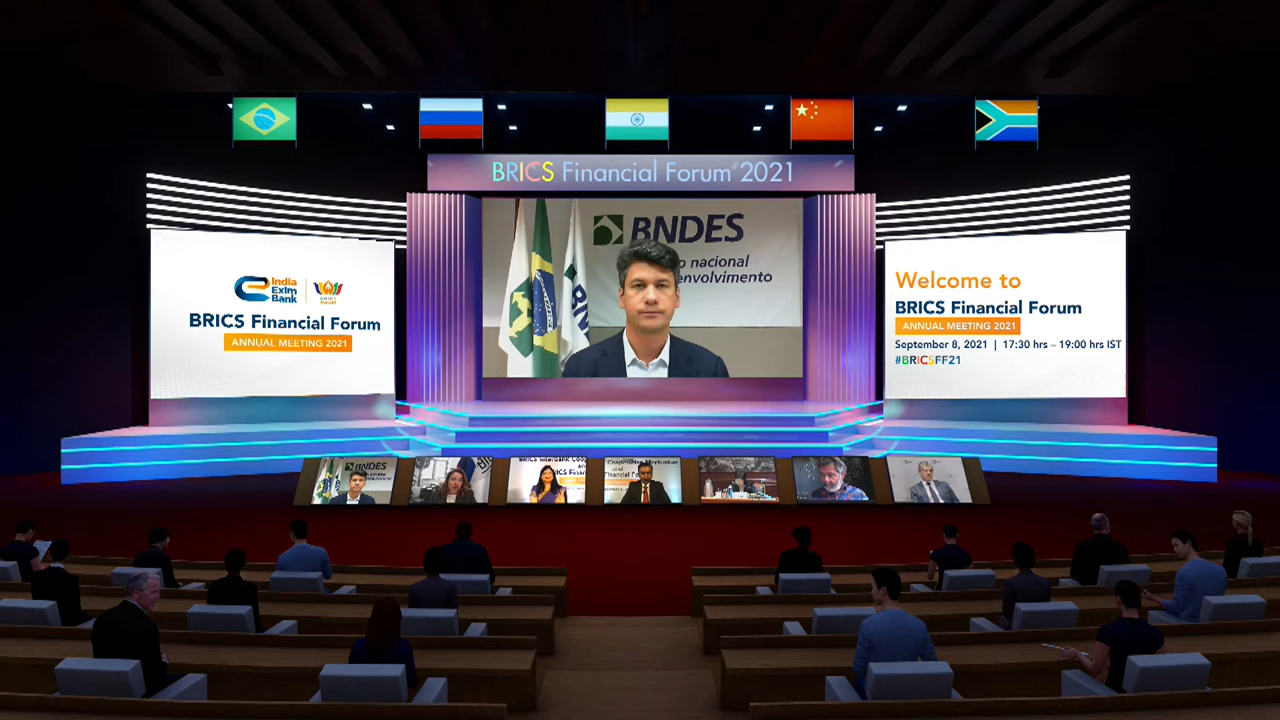 BRICS Financial Forum 2021
BNDES
nacional
envolvimento
India
Exim
Bank
BRICS Financial Forum
ANNUAL MEETING 2021
Welcome to
BRICS Financial Forum
ANNUAL MEETING 2021
September 8, 2021 | 17:30 hrs – 19:00 hrs IST
#BRICSFF21
BNDES